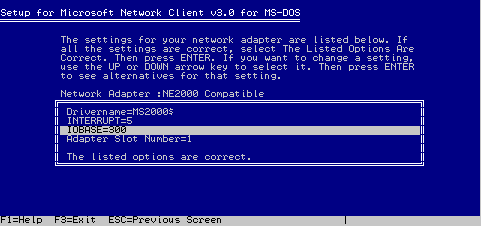 Setup for Microsoft Network Client v3.0 for MS-DOS
The settings for your network adapter are listed below. If
all the settings are correct, select The Listed Options Are
Correct. Then press ENTER. If you want to change a setting,
use the UP or DOWN arrow key to select it. Then press ENTER
to see alternatives for that setting.
Network Adapter :NE2000 Compatible
Drivername=MS2000$
INTERRUPT=5
IOBASE=300
Adapter Slot Number=1
The listed options are correct.
F1=Help  F3=Exit  ESC=Previous Screen